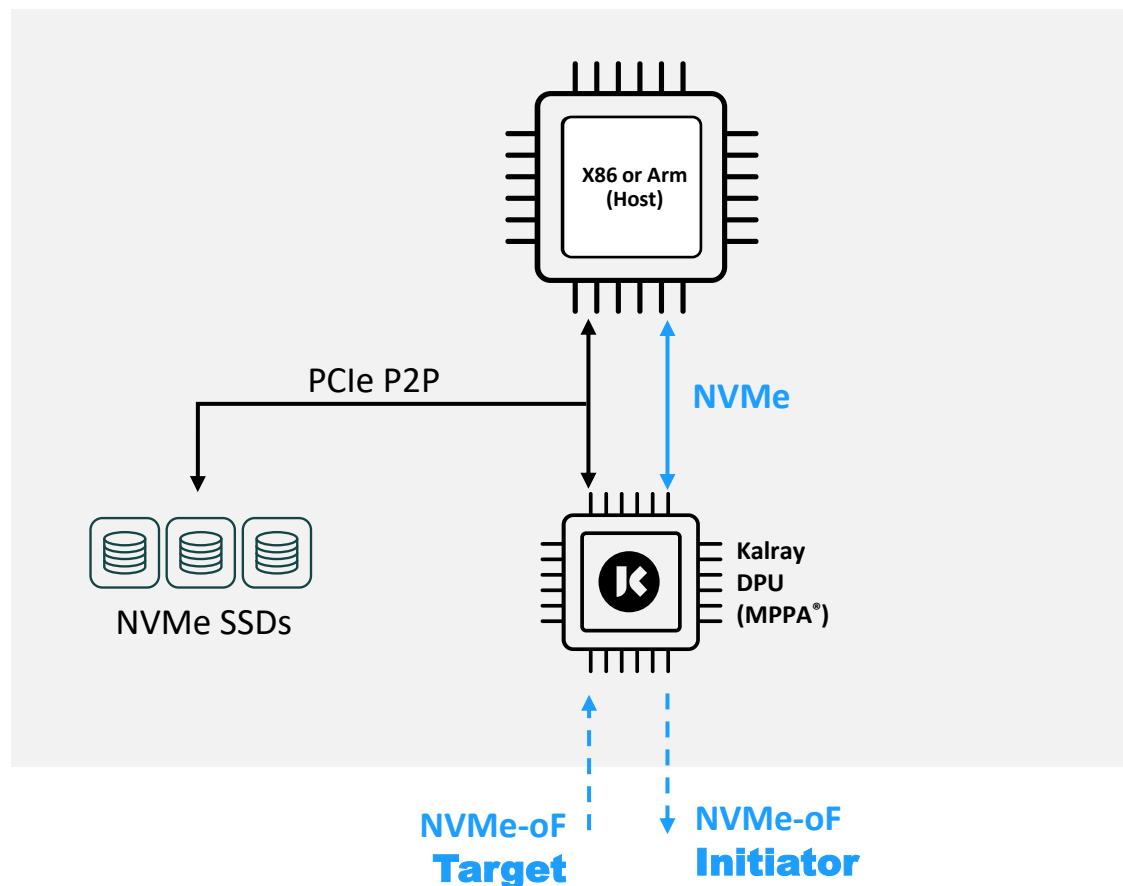 X86 or Arm
(Host)
PCIe P2P
NVMe
NVMe SSDs
Kalray
DPU
(MPPA®)
NVMe-oF
Target
NVMe-oF
Initiator